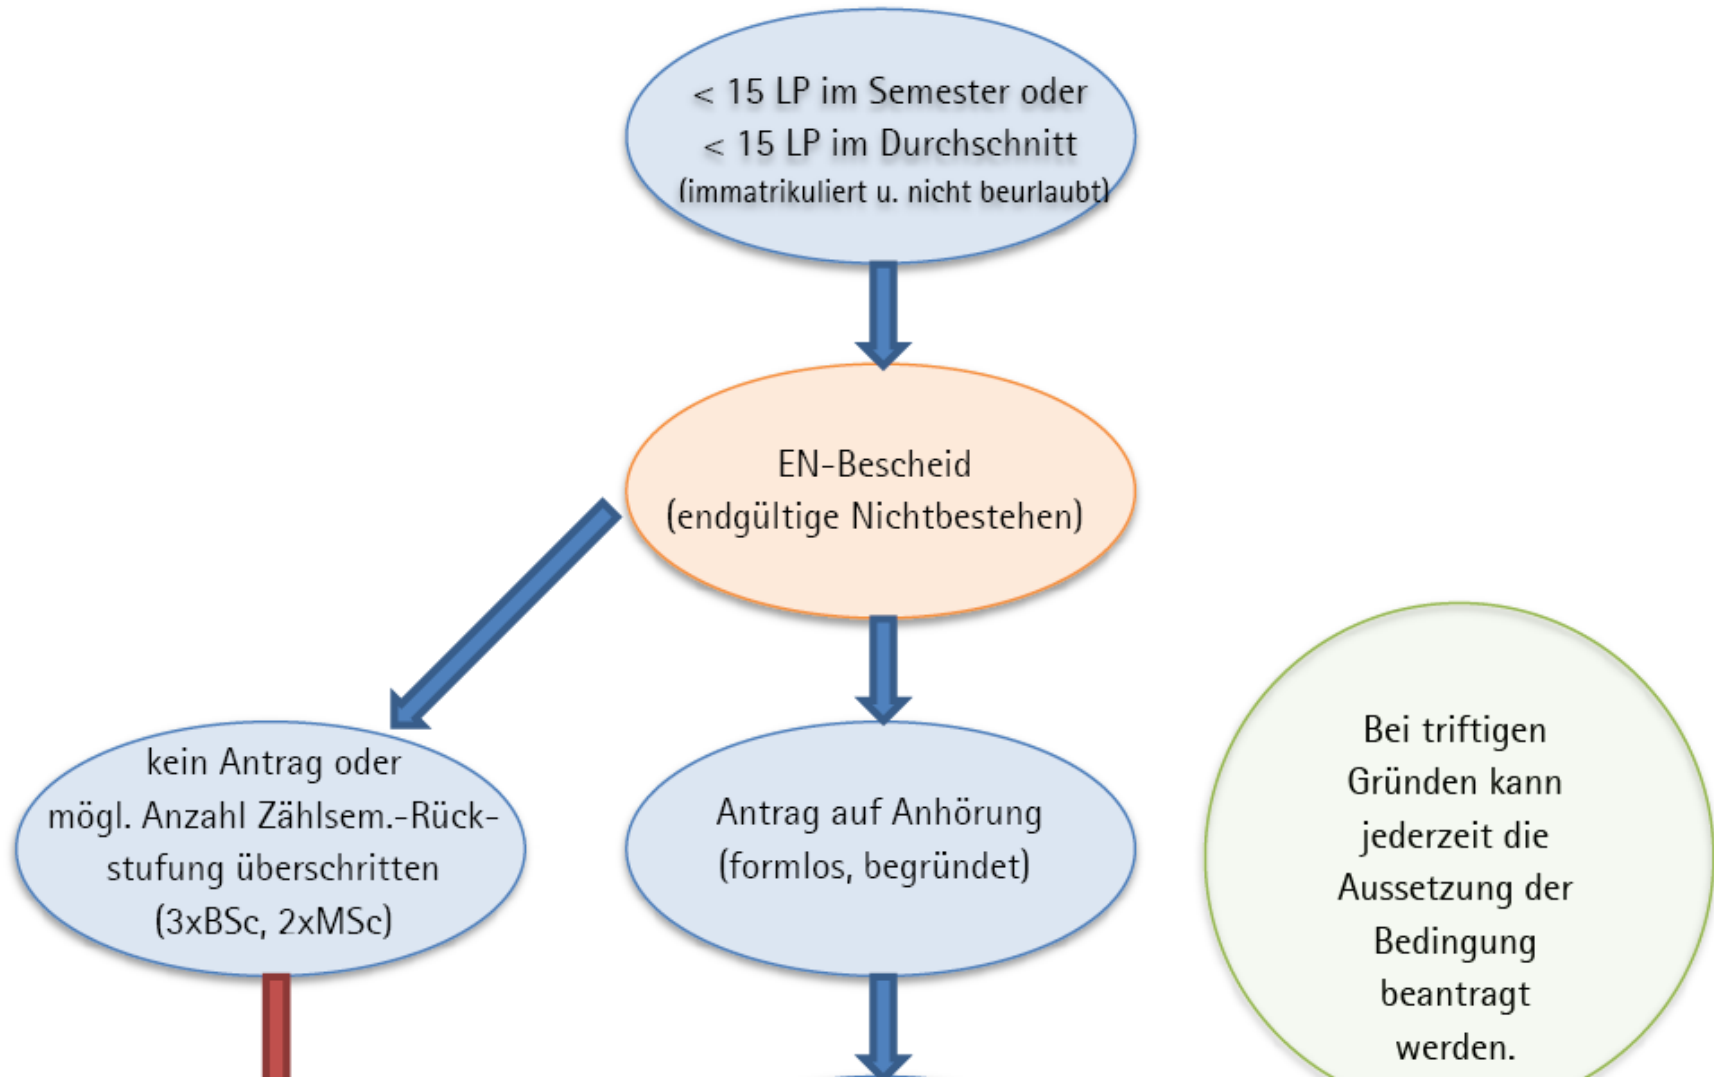 < 15 LP im Semester oder
< 15 LP im Durchschnitt
(immatrikuliert u. nicht beurlaubt)
EN-Bescheid
(endgültige Nichtbestehen)
kein Antrag oder
mögl. Anzahl Zählsem.-Rück-
stufung überschritten
(3xBSc, 2xMSc)
Antrag auf Anhörung
(formlos, begründet)
Bei triftigen
Gründen kann
jederzeit die
Aussetzung der
Bedingung
beantragt
werden.